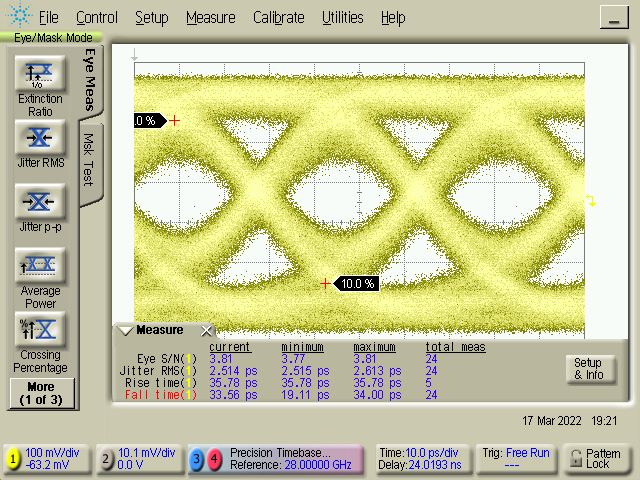 File Control Setup Measure Calibrate Utilities Help
Eye/Mask Mode
Eye Meas
Msk Test
1/0
Extinction
Ratio
Jitter RMS
Jitter p-p
Average
Power
%
Crossing
Percentage
More
(1 of 3)
.0 %
10.0 %
Measure
current minimum maximum total meas
Eye S/N(1) 3.81 3.77 3.81 24
Jitter RMS(1) 2.514 ps 2.515 ps 2.613 ps 24
Rise time(1) 35.78 ps 35.78 ps 35.78 ps 5
Fall time(1) 33.56 ps 19.11 ps 34.00 ps 24
Setup
& Info
17 Mar 2022 19:21
1 100 mV/div
-63.2 mV
2 10.1 mV/div
0.0 V
3 4 Precision Timebase...
Reference: 28.00000 GHz
Time:10.0 ps/div
Delay:24.0193 ns
Trig: Free Run
---
Pattern
Lock